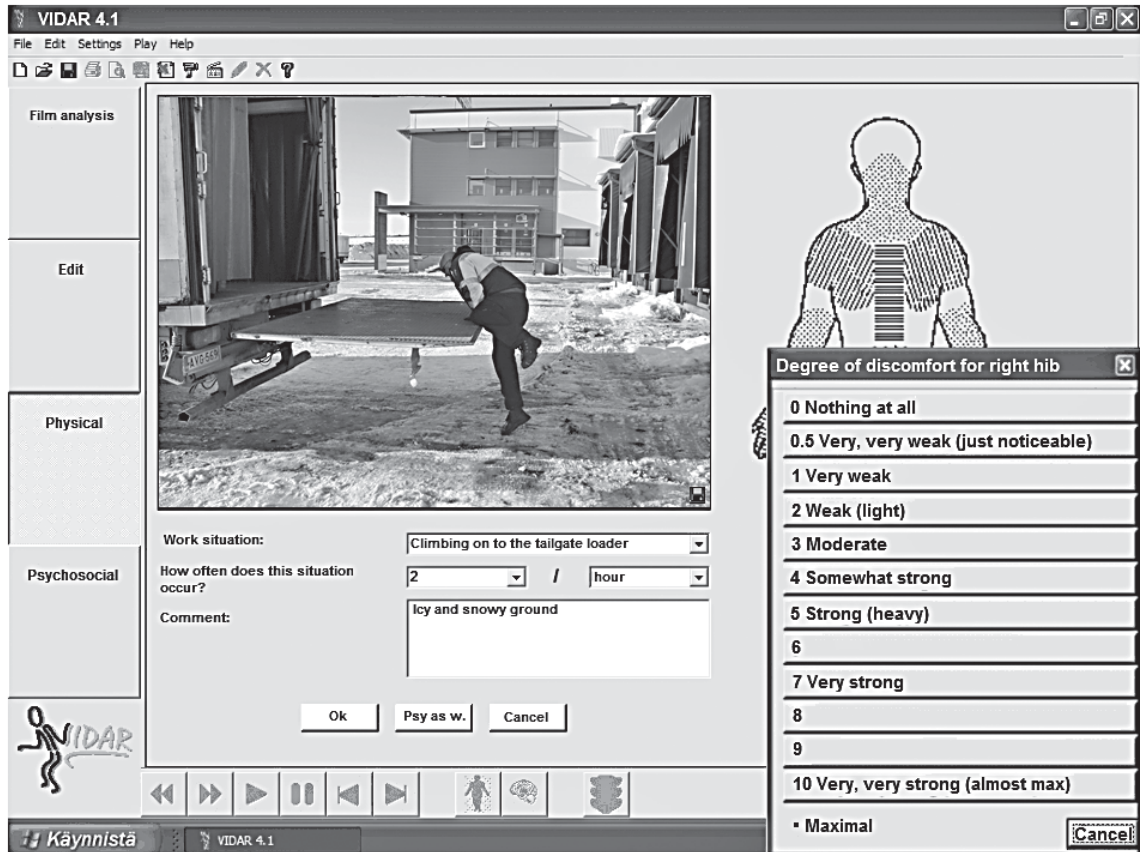 VIDAR 4.1
File Edit Settings Play Help
Film analysis
Edit
Physical
Psychosocial
VIDAR
Work situation:
Climbing on to the tailgate loader
How often does this situation
occur?
2 / hour
Comment:
Icy and snowy ground
Ok Psy as w. Cancel
Degree of discomfort for right hib
0 Nothing at all
0.5 Very, very weak (just noticeable)
1 Very weak
2 Weak (light)
3 Moderate
4 Somewhat strong
5 Strong (heavy)
6
7 Very strong
8
9
10 Very, very strong (almost max)
▪ Maximal
Cancel
Käynnistä VIDAR 4.1